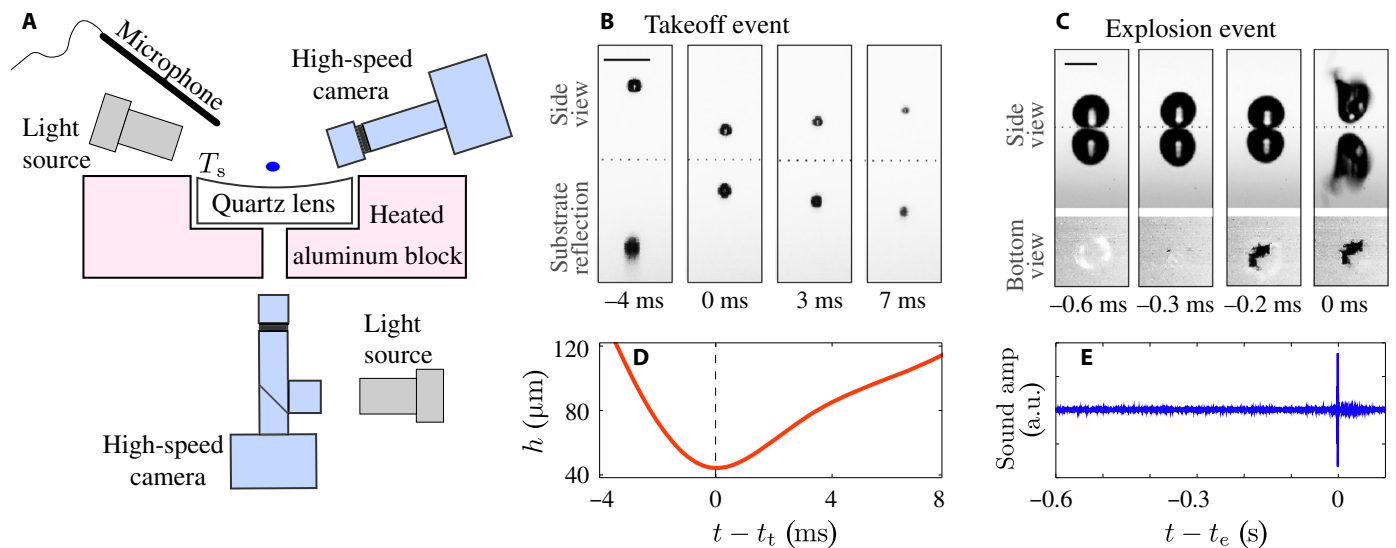 A
Microphone
Light
source
High-speed
camera
T_s
Quartz lens
Heated
aluminum block
Light
source
High-speed
camera
B Takeoff event
Side
view
Substrate
reflection
−4 ms 0 ms 3 ms 7 ms
C Explosion event
Side
view
Bottom
view
−0.6 ms −0.3 ms −0.2 ms 0 ms
D
h (μm)
120
80
40
−4 0 4 8
t − t_t (ms)
E
Sound amp
(a.u.)
−0.6 −0.3 0
t − t_e (s)